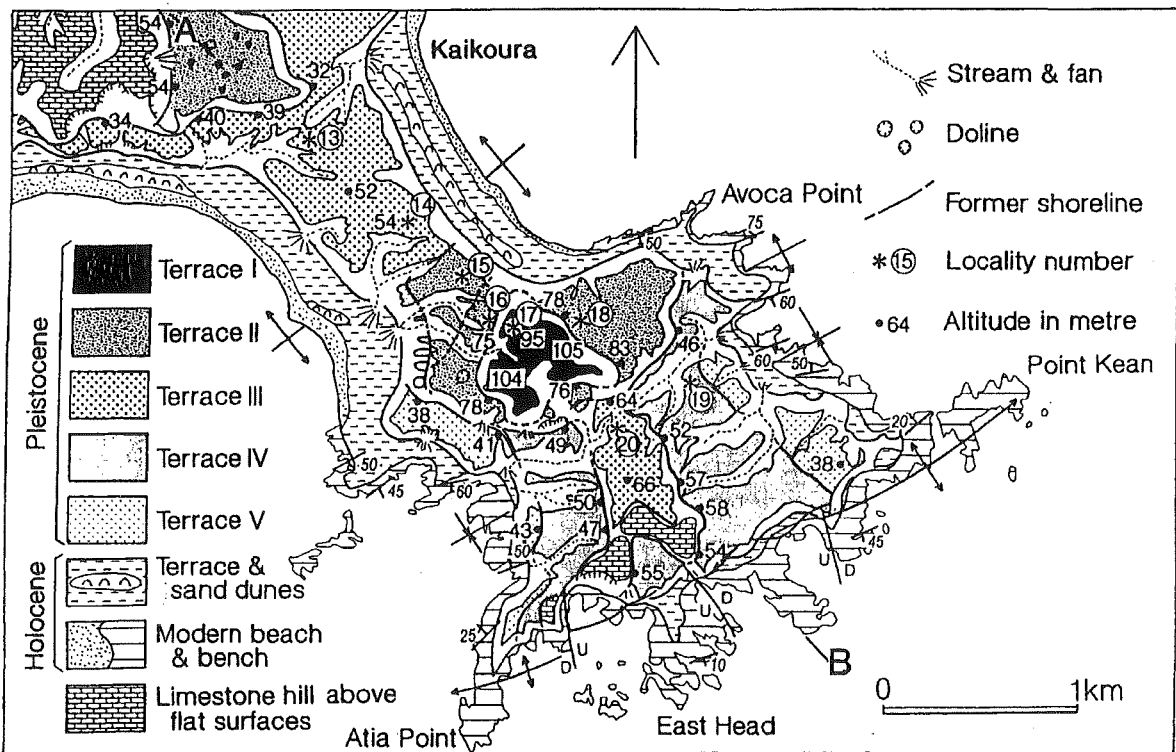 54
A
Kaikoura
Stream & fan
32
54
39
40
34
13
Doline
52
14
54
Avoca Point
75
Former shoreline
50
Pleistocene
Terrace I
Terrace II
Terrace III
Terrace IV
Terrace V
Holocene
Terrace &
sand dunes
Modern beach
& bench
Limestone hill above
flat surfaces
15
Locality number
16
17
78
18
60
64
Altitude in metre
75
95
105
46
83
60
50
Point Kean
104
76
19
78
64
38
20
41
49
20
52
38
50
45
60
66
57
50
58
43
47
45
50
54
U
D
55
25
U
D
U
D
10
B
0
1km
Atia Point
East Head